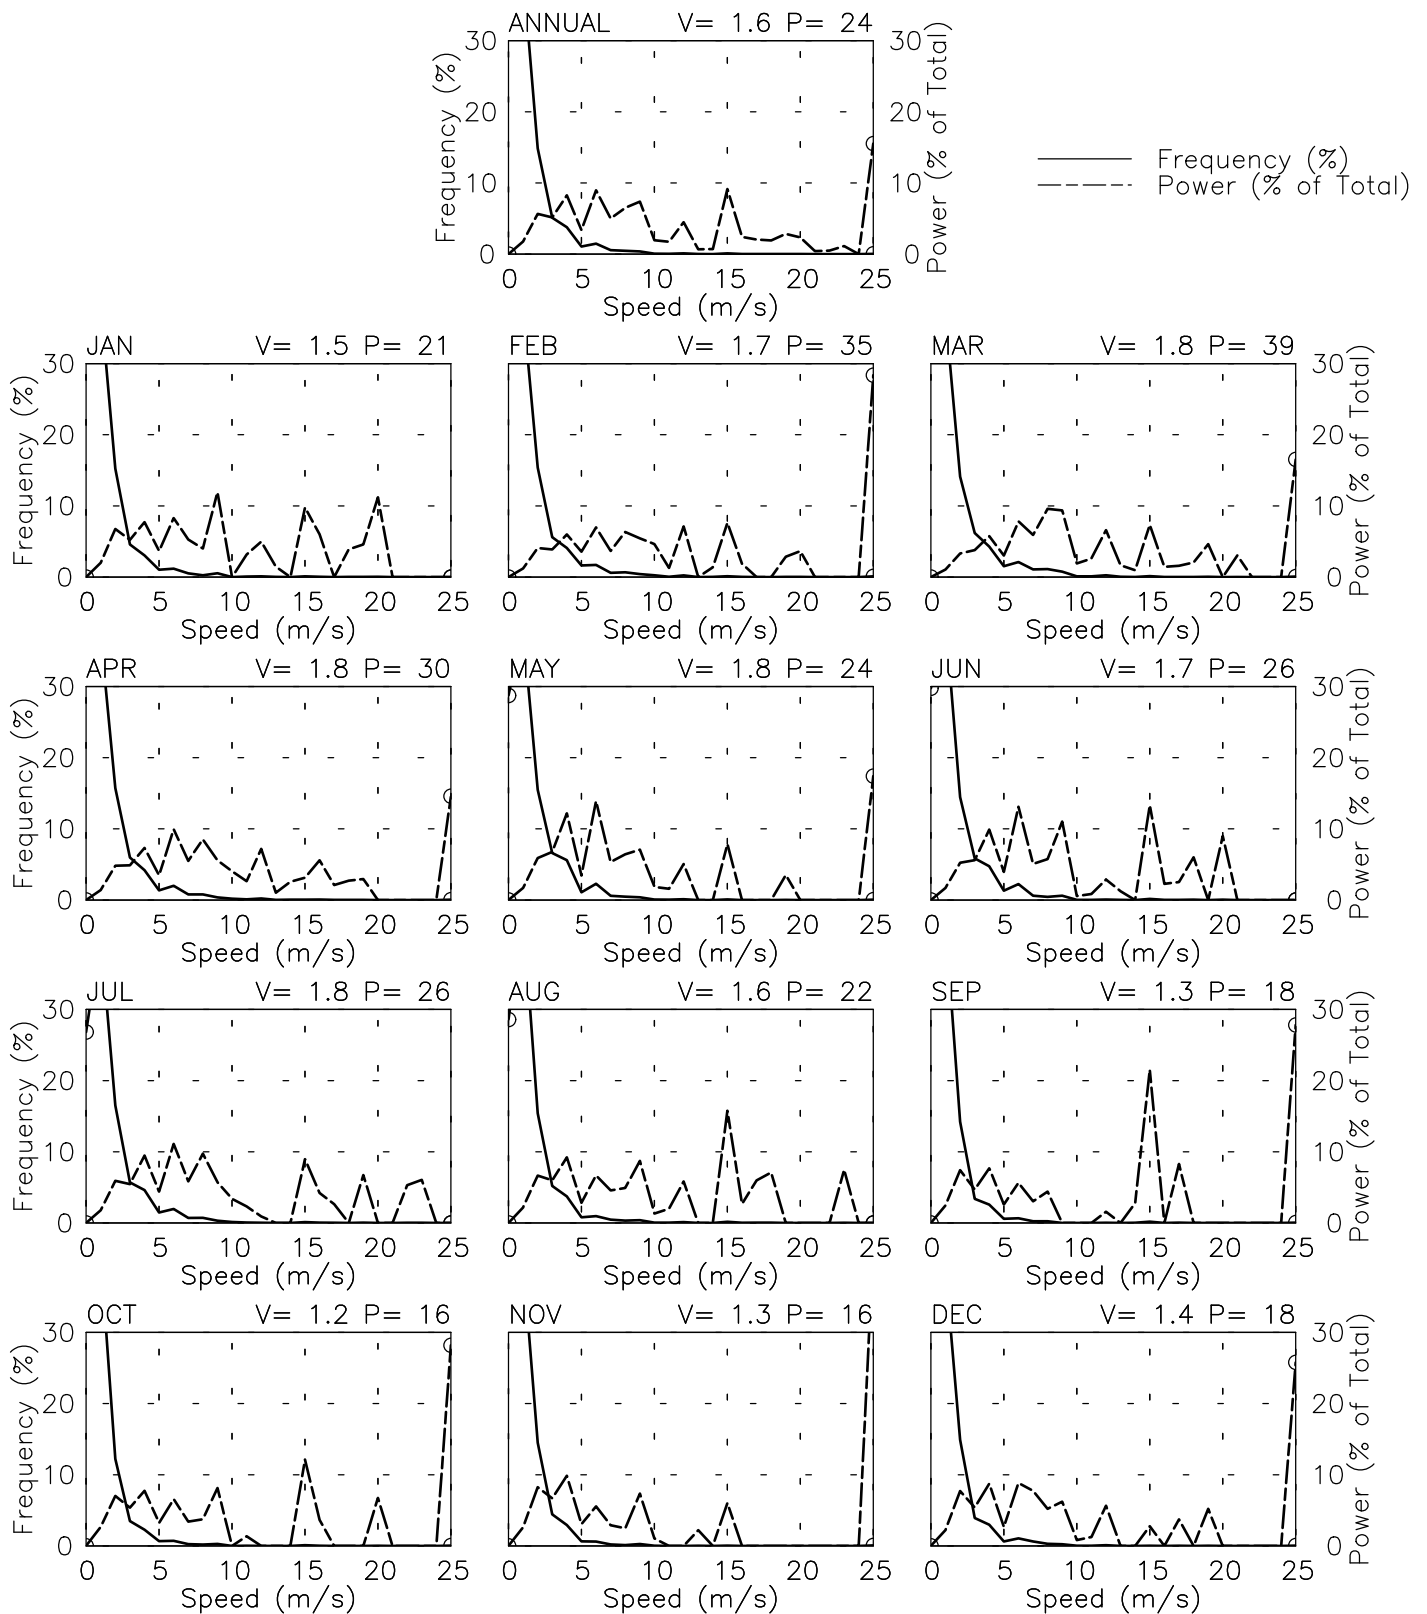 ANNUAL V= 1.6 P= 24
30 30
20 20
10 10
0 0
Frequency (%)
Power (% of Total)
0 5 10 15 20 25
Speed (m/s)
Frequency (%)
Power (% of Total)
JAN V= 1.5 P= 21
FEB V= 1.7 P= 35
MAR V= 1.8 P= 39
30 30
20 20
10 10
0 0
Frequency (%)
Power (% of Total)
0 5 10 15 20 25
0 5 10 15 20 25
0 5 10 15 20 25
Speed (m/s)
Speed (m/s)
Speed (m/s)
APR V= 1.8 P= 30
MAY V= 1.8 P= 24
JUN V= 1.7 P= 26
30 30
20 20
10 10
0 0
Frequency (%)
Power (% of Total)
0 5 10 15 20 25
0 5 10 15 20 25
0 5 10 15 20 25
Speed (m/s)
Speed (m/s)
Speed (m/s)
JUL V= 1.8 P= 26
AUG V= 1.6 P= 22
SEP V= 1.3 P= 18
30 30
20 20
10 10
0 0
Frequency (%)
Power (% of Total)
0 5 10 15 20 25
0 5 10 15 20 25
0 5 10 15 20 25
Speed (m/s)
Speed (m/s)
Speed (m/s)
OCT V= 1.2 P= 16
NOV V= 1.3 P= 16
DEC V= 1.4 P= 18
30 30
20 20
10 10
0 0
Frequency (%)
Power (% of Total)
0 5 10 15 20 25
0 5 10 15 20 25
0 5 10 15 20 25
Speed (m/s)
Speed (m/s)
Speed (m/s)